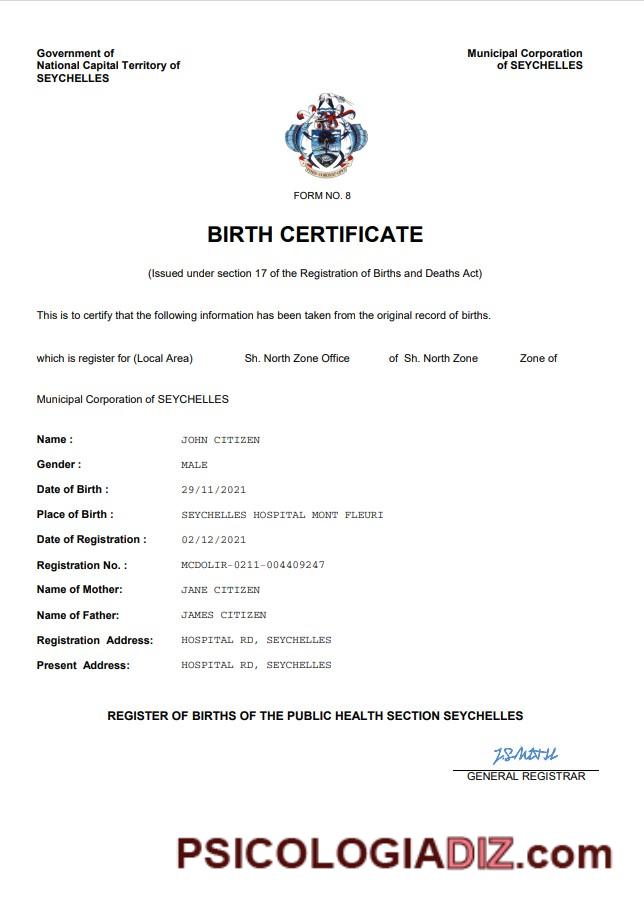 Government of
National Capital Territory of
SEYCHELLES
Municipal Corporation
of SEYCHELLES
FORM NO. 8
BIRTH CERTIFICATE
(Issued under section 17 of the Registration of Births and Deaths Act)
This is to certify that the following information has been taken from the original record of births.
which is register for (Local Area) Sh. North Zone Office of Sh. North Zone Zone of
Municipal Corporation of SEYCHELLES
Name : JOHN CITIZEN
Gender : MALE
Date of Birth : 29/11/2021
Place of Birth : SEYCHELLES HOSPITAL MONT FLEURI
Date of Registration : 02/12/2021
Registration No. : MCDOLIR-0211-004409247
Name of Mother: JANE CITIZEN
Name of Father: JAMES CITIZEN
Registration Address: HOSPITAL RD, SEYCHELLES
Present Address: HOSPITAL RD, SEYCHELLES
REGISTER OF BIRTHS OF THE PUBLIC HEALTH SECTION SEYCHELLES
GENERAL REGISTRAR
PSICOLOGIADIZ.com